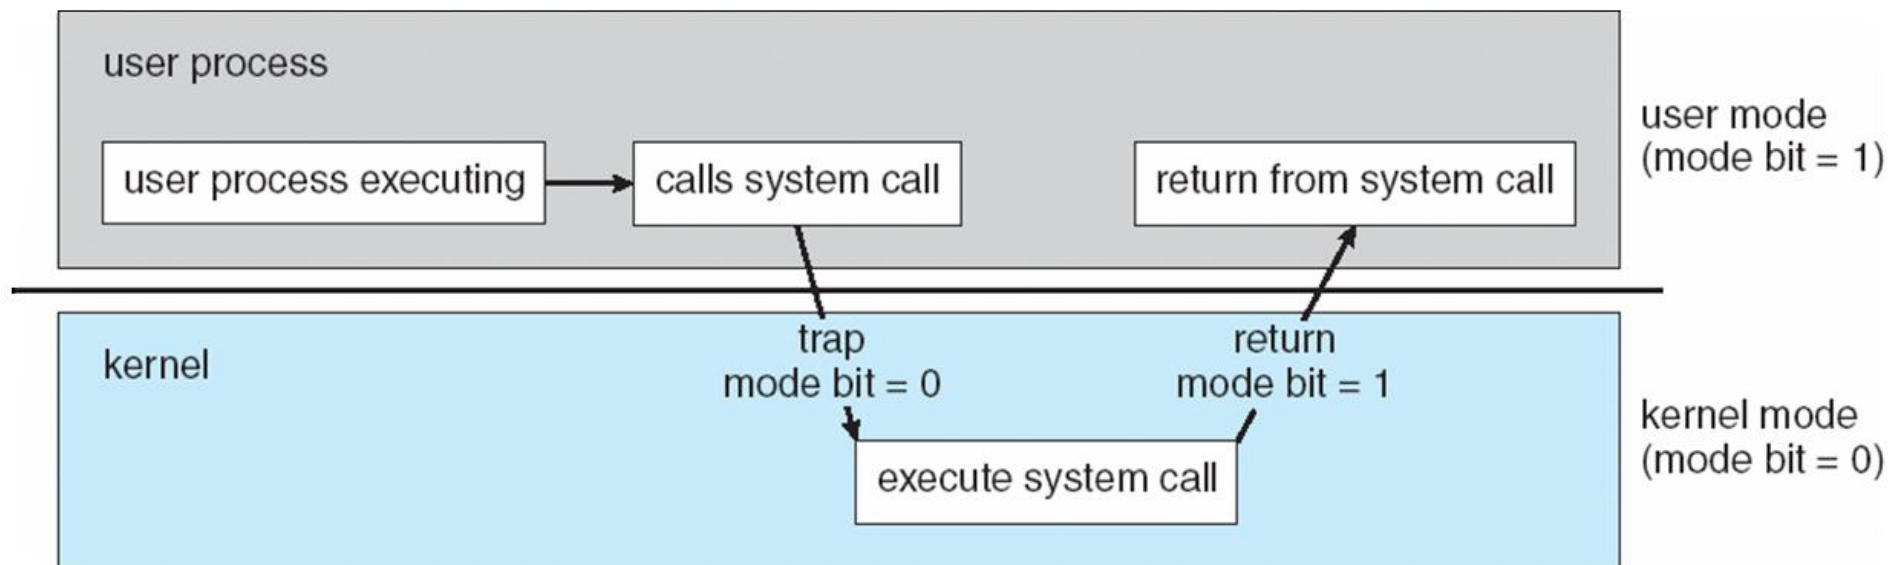 user process
user process executing
calls system call
return from system call
user mode
(mode bit = 1)
kernel
trap
mode bit = 0
return
mode bit = 1
execute system call
kernel mode
(mode bit = 0)